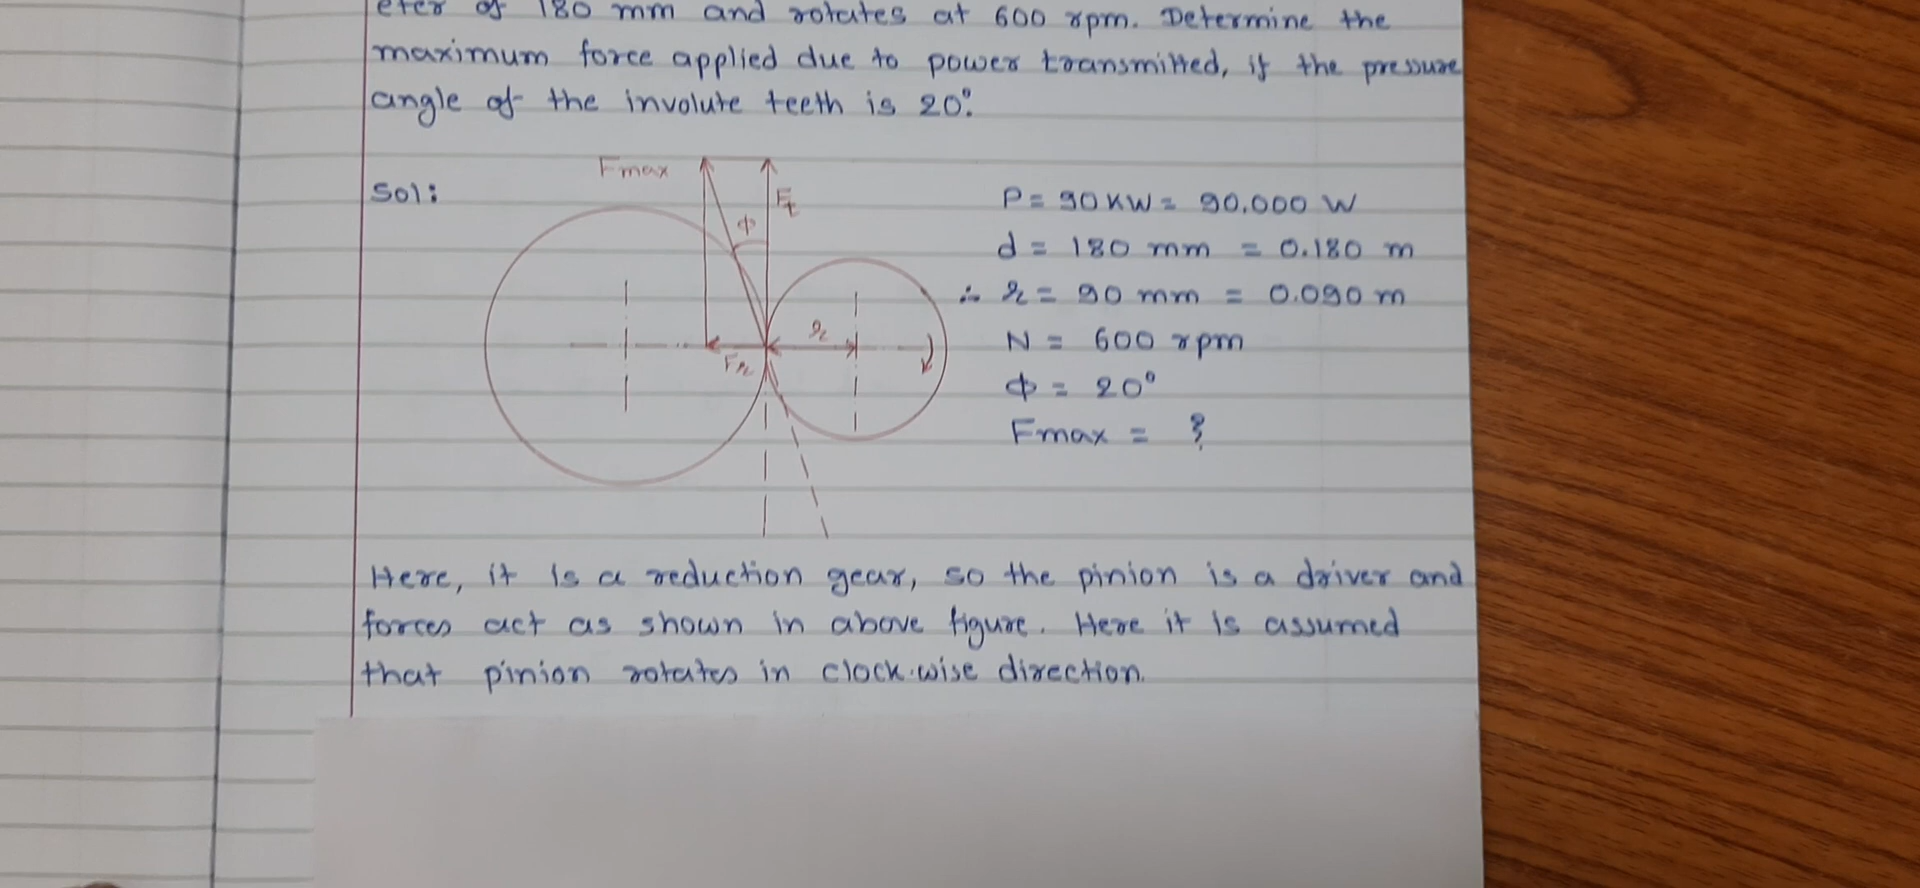 eter of 180 mm and rotates at 600 rpm. Determine the
maximum force applied due to power transmitted, if the pressure
angle of the involute teeth is 20°.
Sol:
Fmax
Ft
Φ
r
Fr
P = 90 KW = 90,000 W
d = 180 mm = 0.180 m
∴ r = 90 mm = 0.090 m
N = 600 rpm
Φ = 20°
Fmax = ?
Here, it is a reduction gear, so the pinion is a driver and
forces act as shown in above figure. Here it is assumed
that pinion rotates in clock.wise direction.